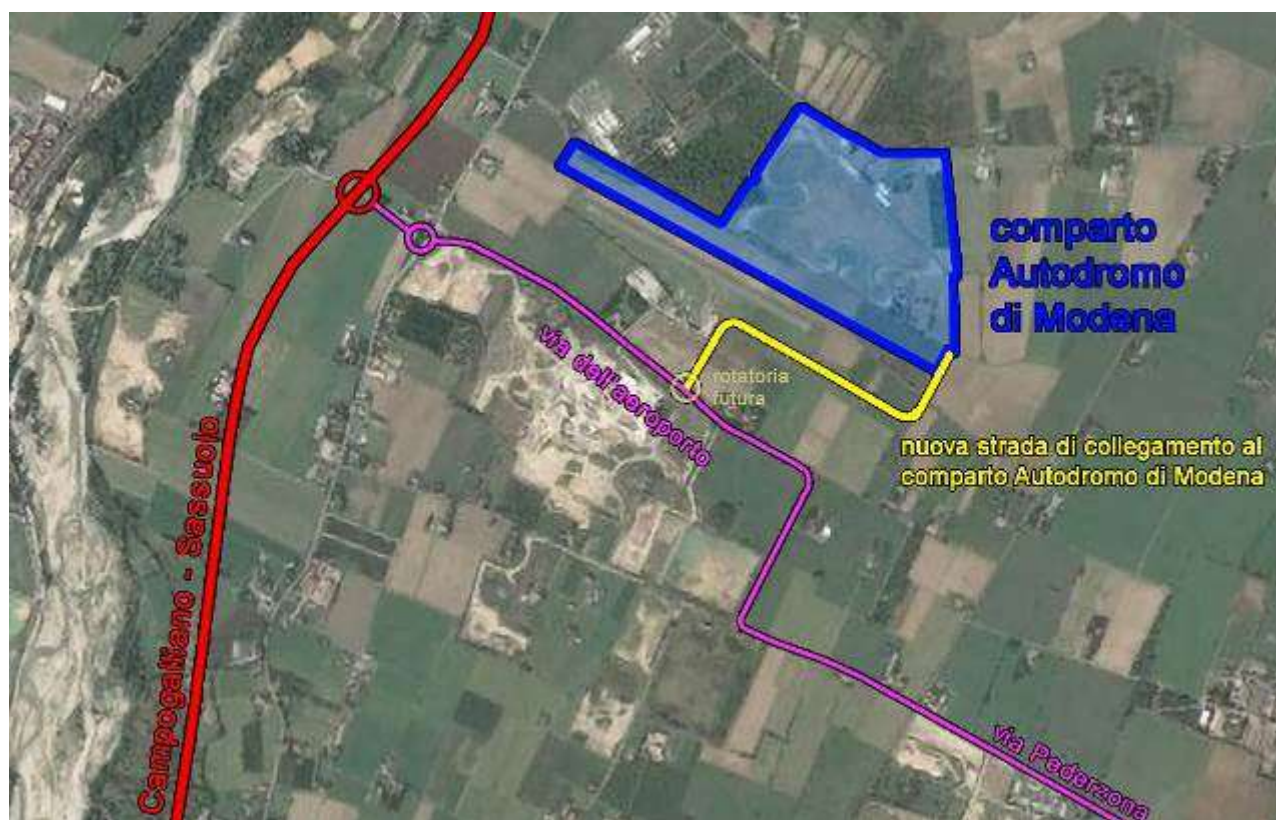 comparto
Autodromo
di Modena
via dell'aeroporto
rotatoria
futura
nuova strada di collegamento al
comparto Autodromo di Modena
Campogalliano - Sassuolo
via Pederzona